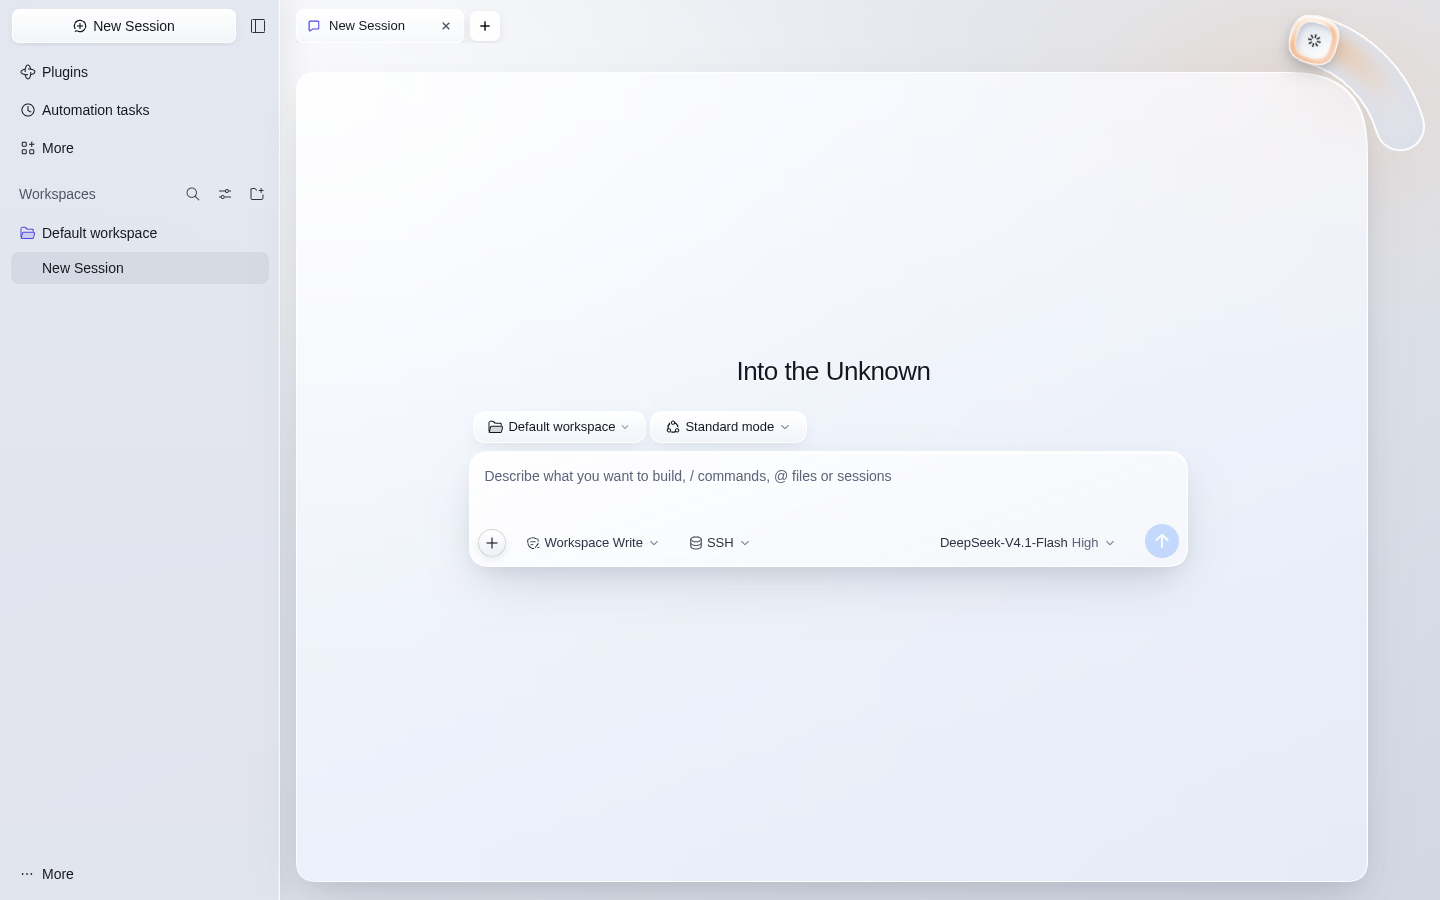 New Session
Plugins
Automation tasks
More
Workspaces
Default workspace
New Session
More
New Session
Into the Unknown
Default workspace
Standard mode
Describe what you want to build, / commands, @ files or sessions
Workspace Write
SSH
DeepSeek-V4.1-Flash High